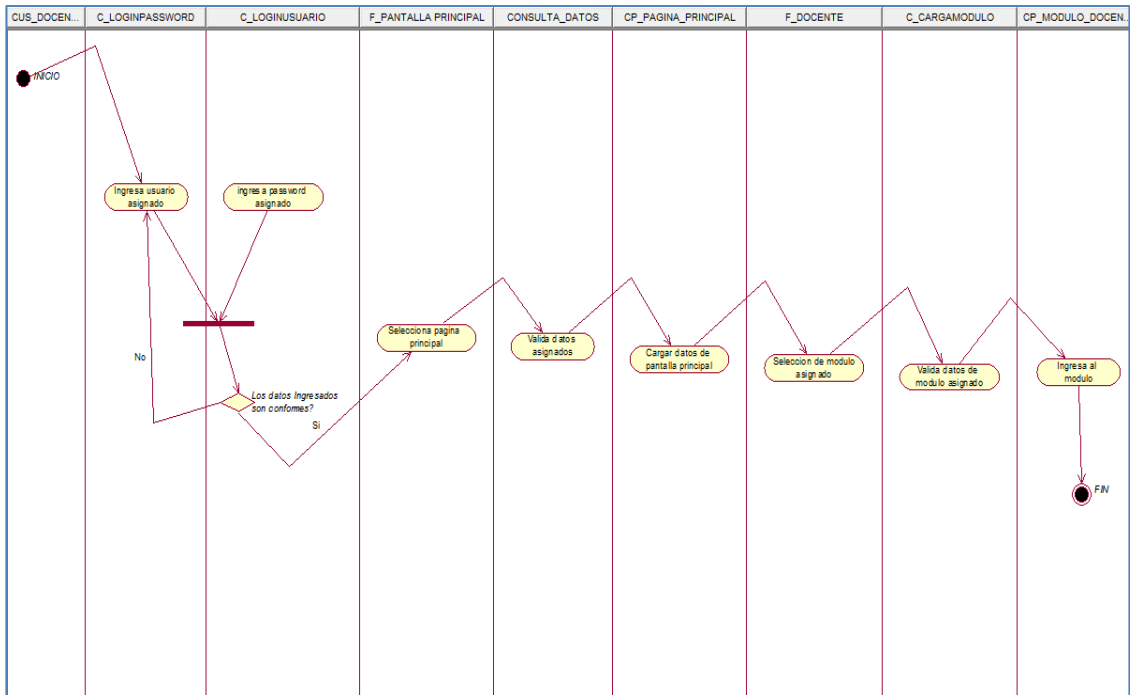 CUS_DOCEN...
C_LOGINPASSWORD
C_LOGINUSUARIO
F_PANTALLA PRINCIPAL
CONSULTA_DATOS
CP_PAGINA_PRINCIPAL
F_DOCENTE
C_CARGAMODULO
CP_MODULO_DOCEN...
INICIO
Ingresa usuario
asignado
ingresa password
asignado
Selecciona pagina
principal
Valida datos
asignados
Cargar datos de
pantalla principal
Seleccion de modulo
asignado
Valida datos de
modulo asignado
Ingresa al
modulo
No
Los datos Ingresados
son conformes?
Si
FIN